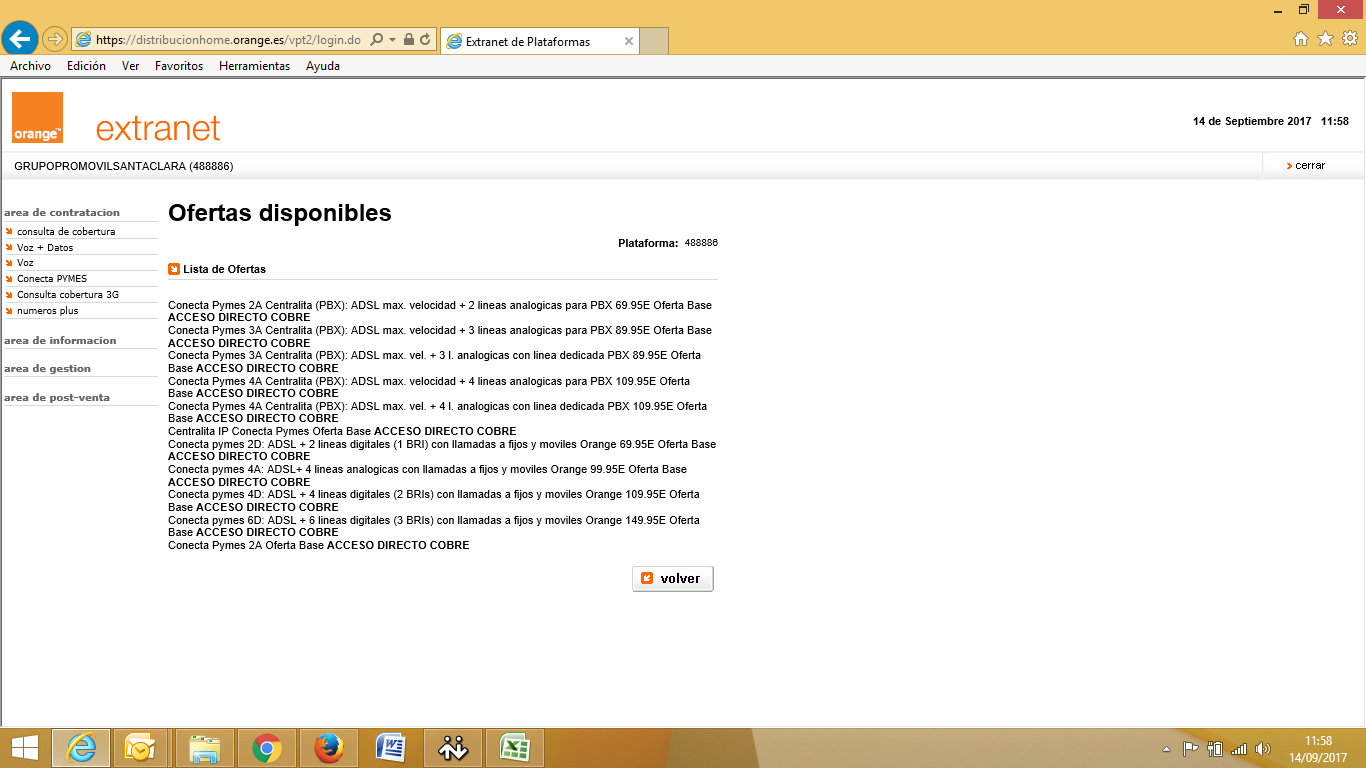 https://distribucionhome.orange.es/vpt2/login.do
Extranet de Plataformas
Archivo Edición Ver Favoritos Herramientas Ayuda
orange™
extranet
14 de Septiembre 2017 11:58
GRUPOPROMOVILSANTACLARA (488886)
cerrar
area de contratacion
consulta de cobertura
Voz + Datos
Voz
Conecta PYMES
Consulta cobertura 3G
numeros plus
area de informacion
area de gestion
area de post-venta
Ofertas disponibles
Plataforma: 488886
Lista de Ofertas
Conecta Pymes 2A Centralita (PBX): ADSL max. velocidad + 2 lineas analogicas para PBX 69.95E Oferta Base
ACCESO DIRECTO COBRE
Conecta Pymes 3A Centralita (PBX): ADSL max. velocidad + 3 lineas analogicas para PBX 89.95E Oferta Base
ACCESO DIRECTO COBRE
Conecta Pymes 3A Centralita (PBX): ADSL max. vel. + 3 l. analogicas con linea dedicada PBX 89.95E Oferta
Base ACCESO DIRECTO COBRE
Conecta Pymes 4A Centralita (PBX): ADSL max. velocidad + 4 lineas analogicas para PBX 109.95E Oferta
Base ACCESO DIRECTO COBRE
Conecta Pymes 4A Centralita (PBX): ADSL max. vel. + 4 l. analogicas con linea dedicada PBX 109.95E Oferta
Base ACCESO DIRECTO COBRE
Centralita IP Conecta Pymes Oferta Base ACCESO DIRECTO COBRE
Conecta pymes 2D: ADSL + 2 lineas digitales (1 BRI) con llamadas a fijos y moviles Orange 69.95E Oferta Base
ACCESO DIRECTO COBRE
Conecta pymes 4A: ADSL+ 4 lineas analogicas con llamadas a fijos y moviles Orange 99.95E Oferta Base
ACCESO DIRECTO COBRE
Conecta pymes 4D: ADSL + 4 lineas digitales (2 BRIs) con llamadas a fijos y moviles Orange 109.95E Oferta
Base ACCESO DIRECTO COBRE
Conecta pymes 6D: ADSL + 6 lineas digitales (3 BRIs) con llamadas a fijos y moviles Orange 149.95E Oferta
Base ACCESO DIRECTO COBRE
Conecta Pymes 2A Oferta Base ACCESO DIRECTO COBRE
volver
11:58
14/09/2017